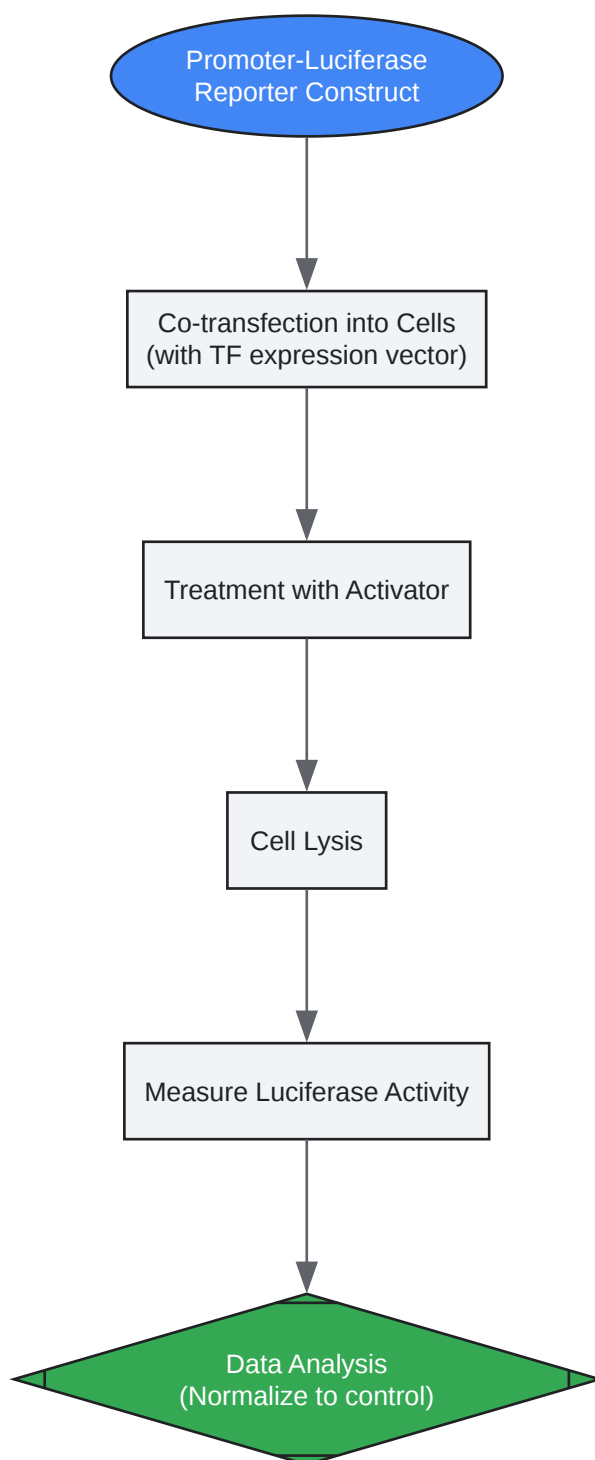 Promoter-Luciferase
Reporter Construct
Co-transfection into Cells
(with TF expression vector)
Treatment with Activator
Cell Lysis
Measure Luciferase Activity
Data Analysis
(Normalize to control)